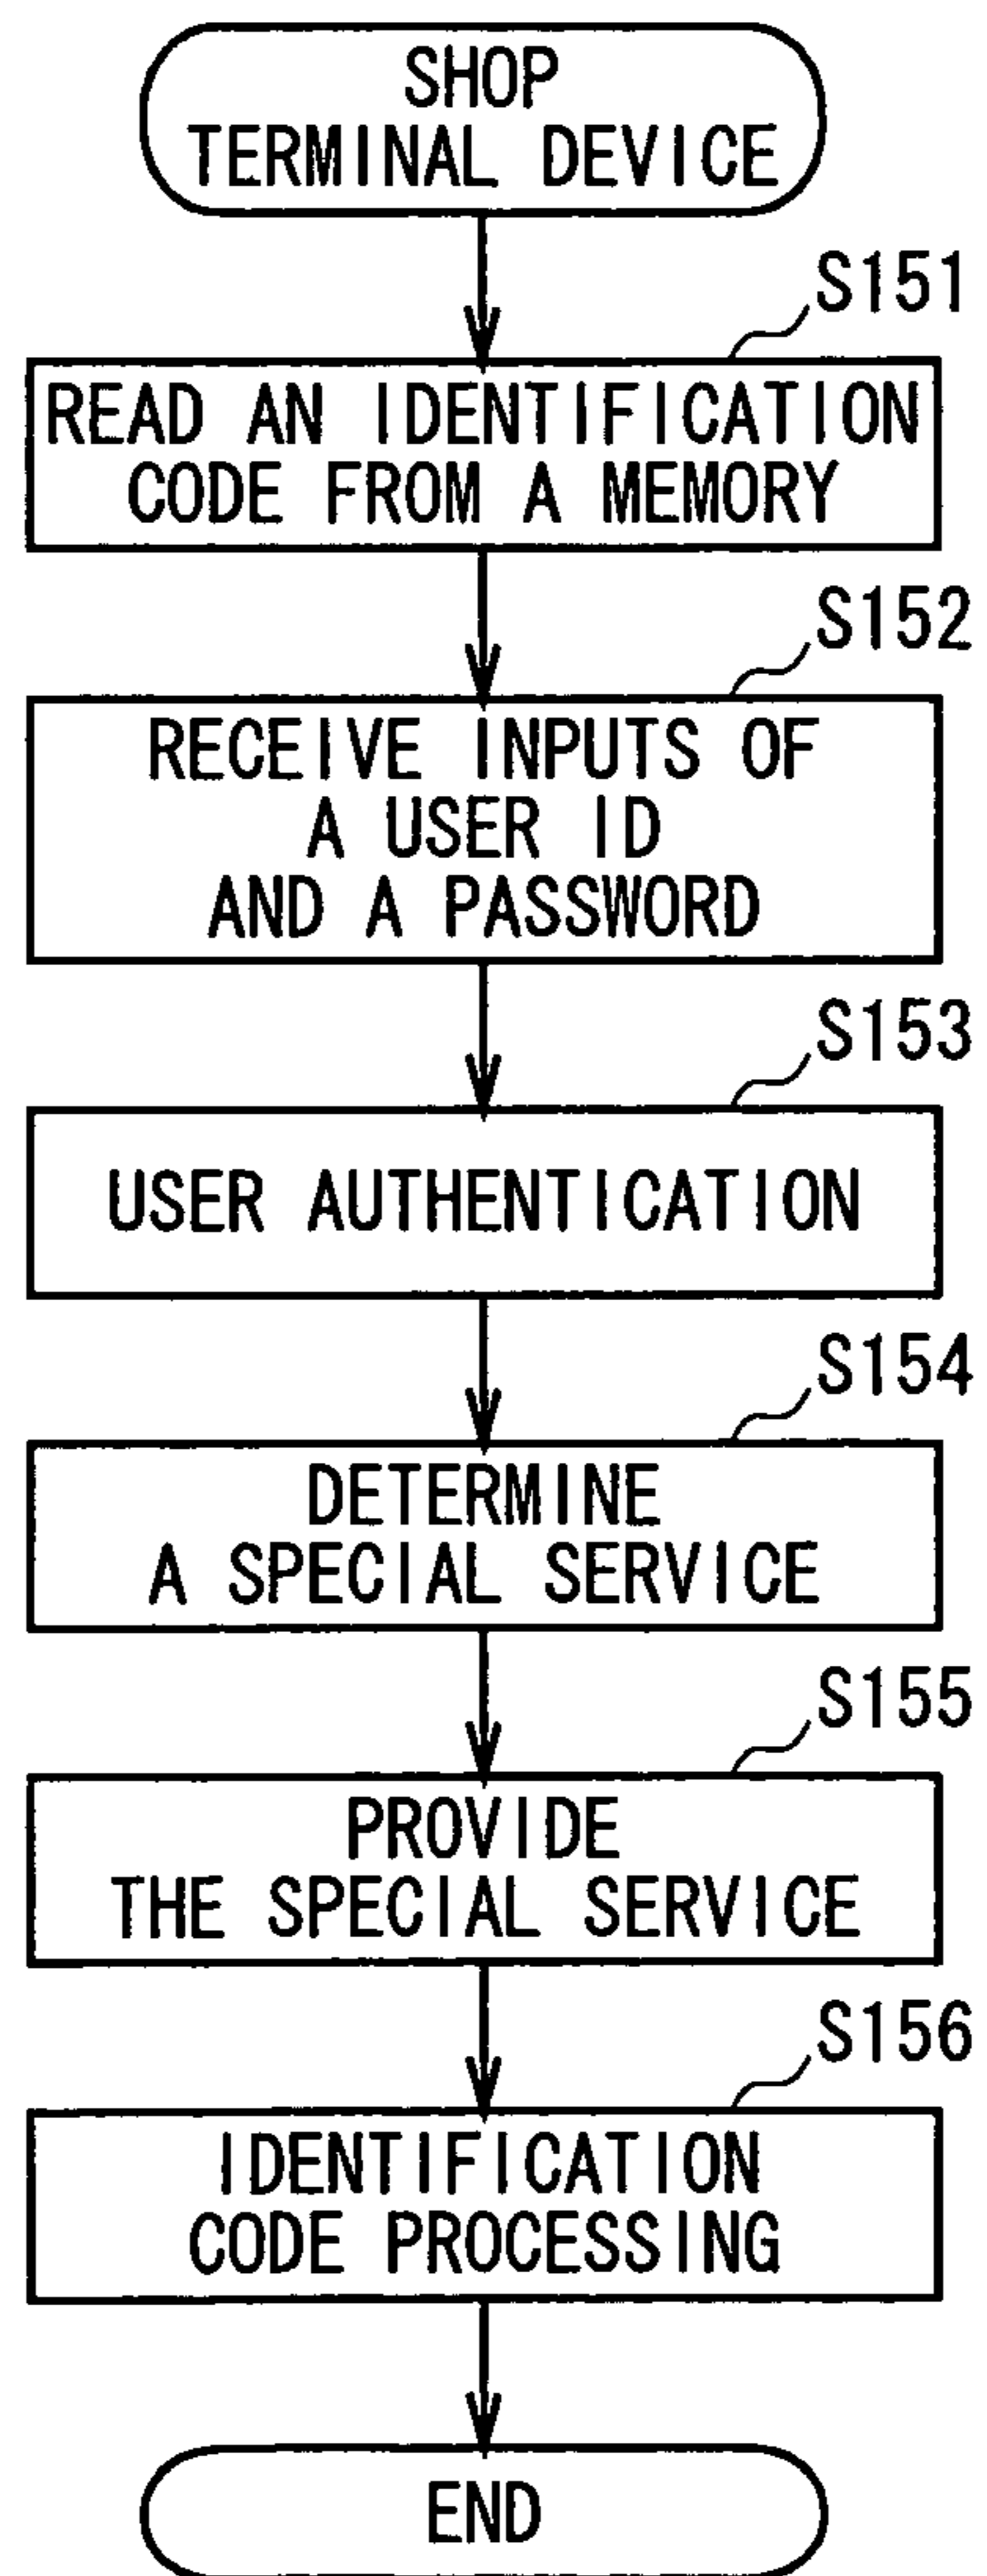 SHOP
TERMINAL DEVICE
S151
READ AN IDENTIFICATION
CODE FROM A MEMORY
S152
RECEIVE INPUTS OF
A USER ID
AND A PASSWORD
S153
USER AUTHENTICATION
S154
DETERMINE
A SPECIAL SERVICE
S155
PROVIDE
THE SPECIAL SERVICE
S156
IDENTIFICATION
CODE PROCESSING
END